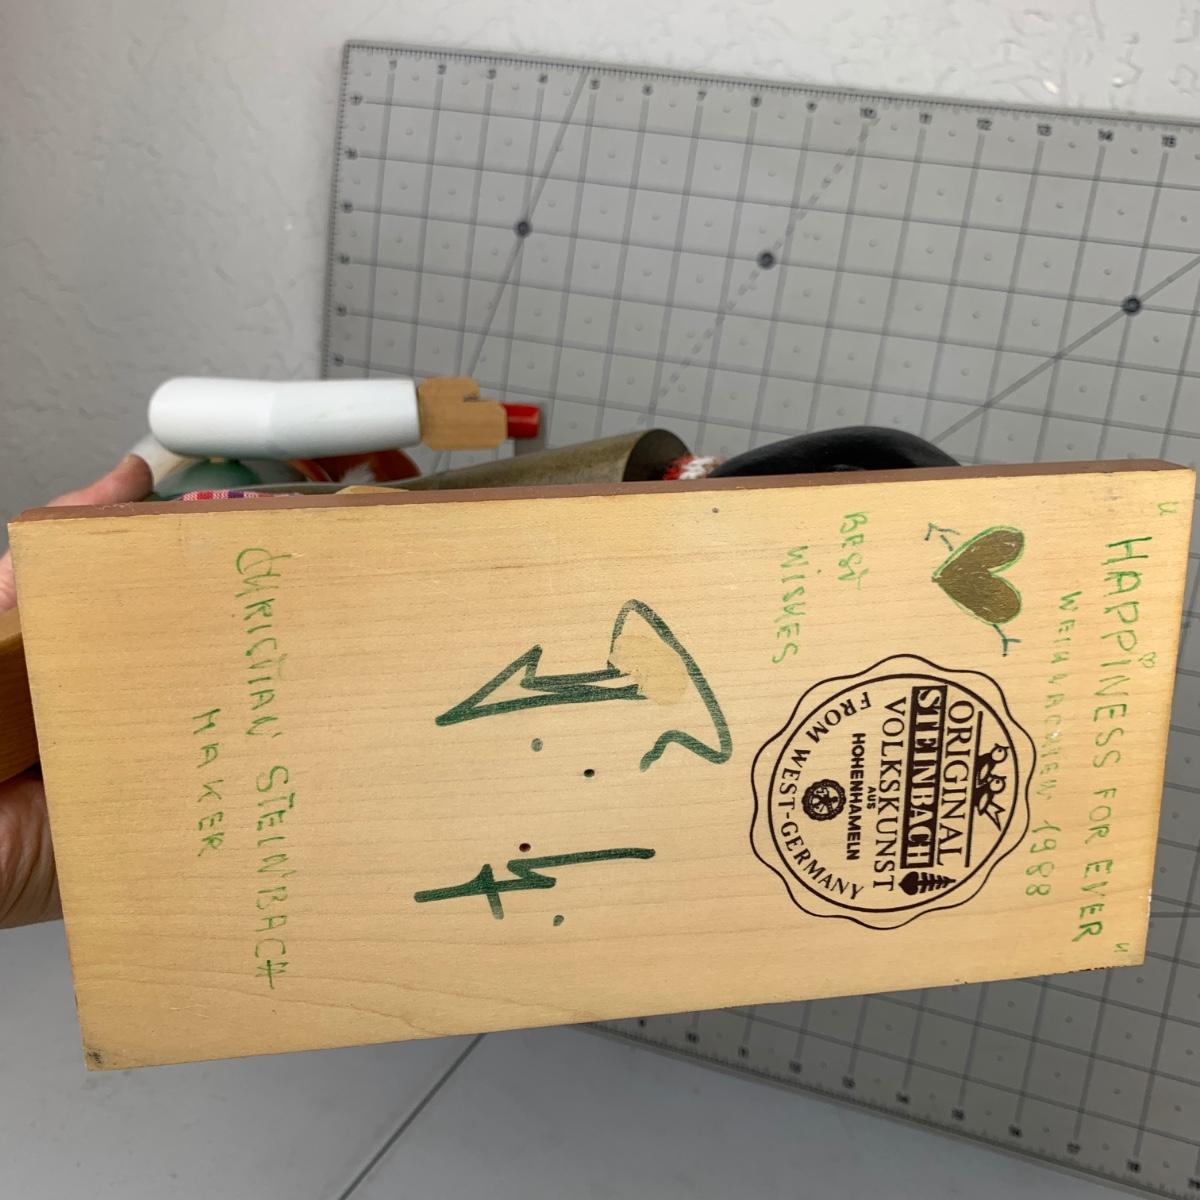 "HAPPINESS FOR EVER"
WEIHNACHTEN 1988
ORIGINAL
STEINBACH
VOLKSKUNST
AUS
HOHENHAMELN
FROM WEST-GERMANY
BEST
WISHES
CHRISTIAN STEINBACH
MAKER